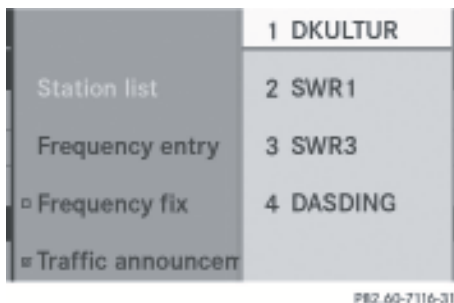 1 DKULTUR
Station list
2 SWR1
Frequency entry
3 SWR3
Frequency fix
4 DASDING
Traffic announcem
P82.60-7116-31